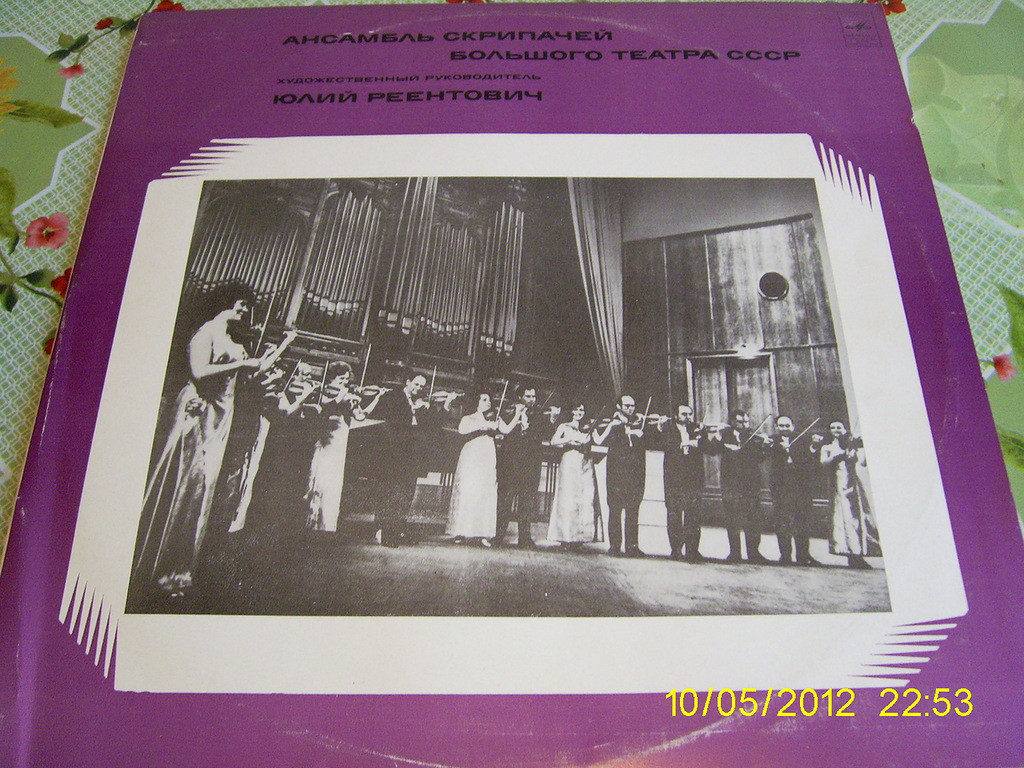 АНСАМБЛЬ СКРИПАЧЕЙ
БОЛЬШОГО ТЕАТРА СССР
ХУДОЖЕСТВЕННЫЙ РУКОВОДИТЕЛЬ
ЮЛИЙ РЕЕНТОВИЧ
10/05/2012 22:53